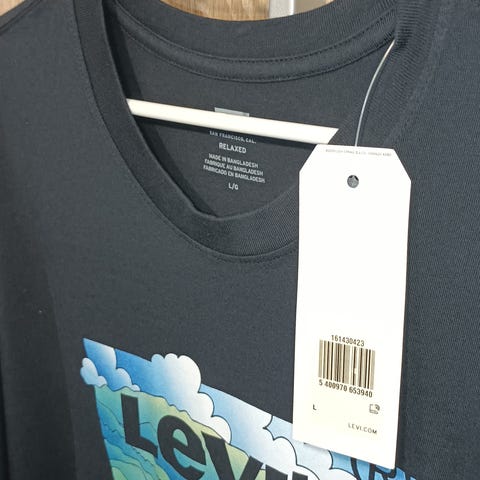 SAN FRANCISCO, CAL.
RELAXED
MADE IN BANGLADESH
FABRIQUE AU BANGLADESH
FABRICADO EN BANGLADESH
L/G
161430423
5 400970 653940
L
LEVI.COM
Levi